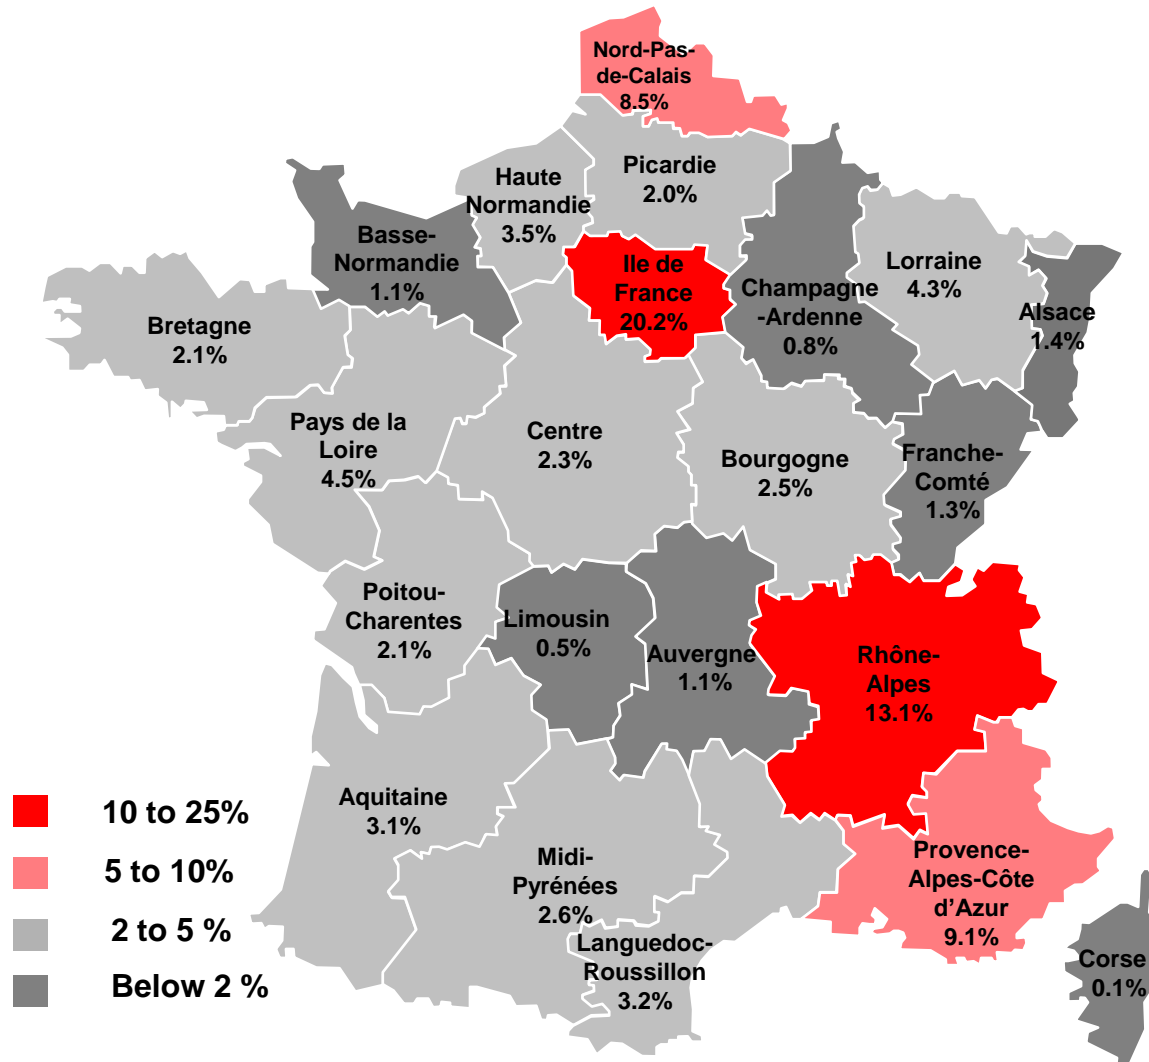 Nord-Pas-
de-Calais
8.5%
Picardie
2.0%
Haute
Normandie
3.5%
Basse-
Normandie
1.1%
Ile de
France
20.2%
Champagne
-Ardenne
0.8%
Lorraine
4.3%
Alsace
1.4%
Bretagne
2.1%
Pays de la
Loire
4.5%
Centre
2.3%
Bourgogne
2.5%
Franche-
Comté
1.3%
Poitou-
Charentes
2.1%
Limousin
0.5%
Auvergne
1.1%
Rhône-
Alpes
13.1%
Aquitaine
3.1%
Midi-
Pyrénées
2.6%
Languedoc-
Roussillon
3.2%
Provence-
Alpes-Côte
d’Azur
9.1%
Corse
0.1%
10 to 25%
5 to 10%
2 to 5 %
Below 2 %